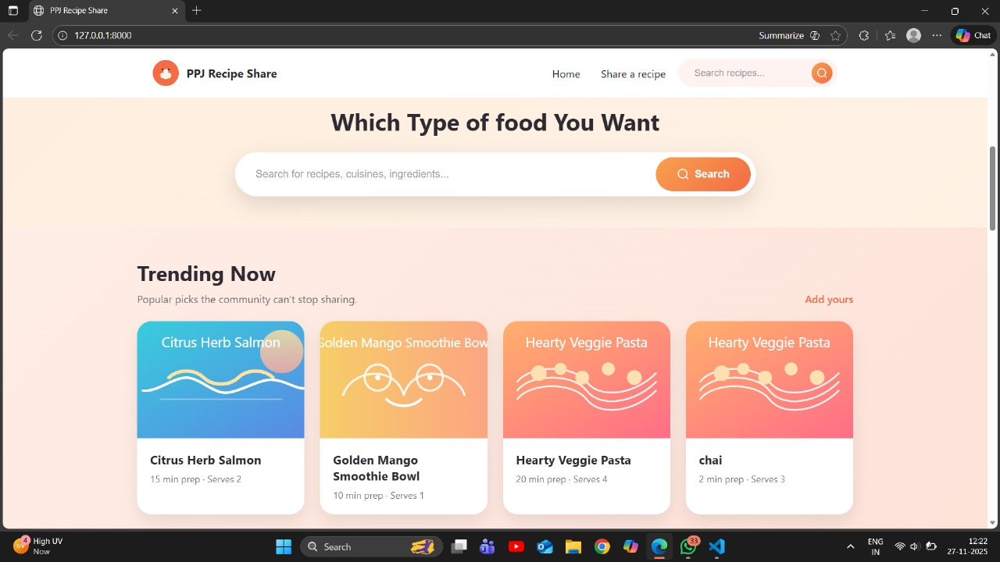 PPJ Recipe Share
127.0.0.1:8000
Summarize
Chat
PPJ Recipe Share
Home
Share a recipe
Search recipes...
Which Type of food You Want
Search for recipes, cuisines, ingredients...
Search
Trending Now
Popular picks the community can't stop sharing.
Add yours
Citrus Herb Salmon
Golden Mango Smoothie Bow
Hearty Veggie Pasta
Hearty Veggie Pasta
Citrus Herb Salmon
15 min prep · Serves 2
Golden Mango
Smoothie Bowl
10 min prep · Serves 1
Hearty Veggie Pasta
20 min prep · Serves 4
chai
2 min prep · Serves 3
4
UV
High UV
Now
Search
33
ENG
IN
12:22
27-11-2025